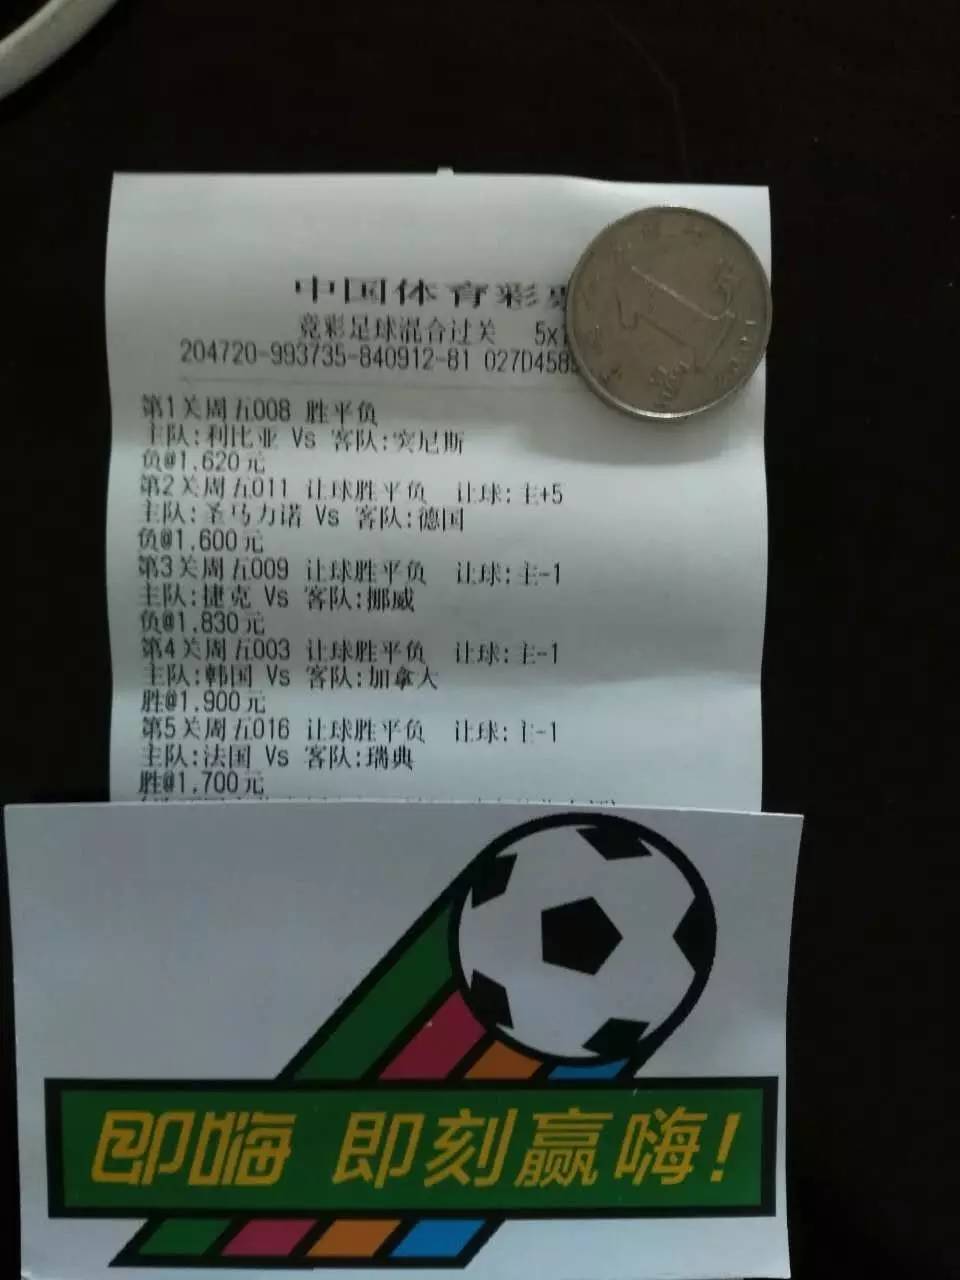 中国体育彩票
竞彩足球混合过关 5x
204720-993735-840912-81 027D458
第1关周五008 胜平负
主队:利比亚 Vs 客队:突尼斯
负@1.620元
第2关周五011 让球胜平负 让球:主+5
主队:圣马力诺 Vs 客队:德国
负@1.600元
第3关周五009 让球胜平负 让球:主-1
主队:捷克 Vs 客队:挪威
负@1.830元
第4关周五003 让球胜平负 让球:主-1
主队:韩国 Vs 客队:加拿大
胜@1.900元
第5关周五016 让球胜平负 让球:主-1
主队:法国 Vs 客队:瑞典
胜@1.700元
即嗨 即刻赢嗨!